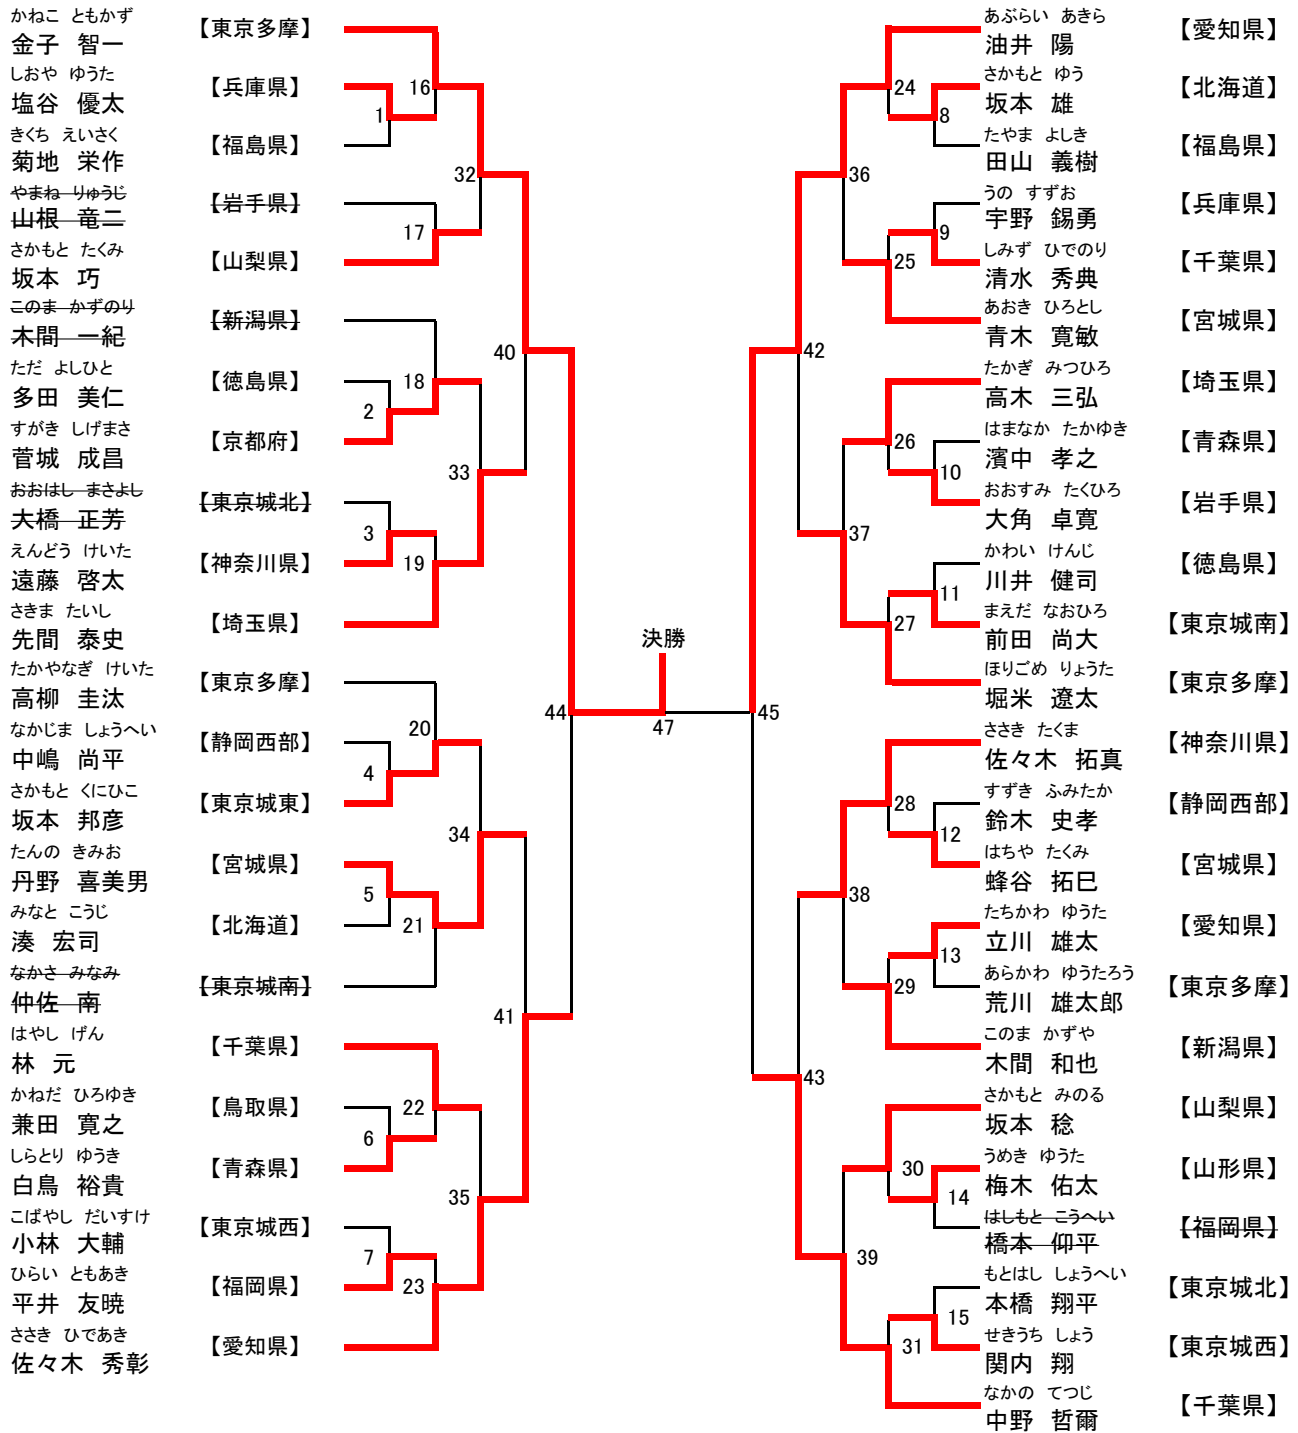 かねこ ともかず
金子 智一 【東京多摩】
しおや ゆうた
塩谷 優太 【兵庫県】
きくち えいさく
菊地 栄作 【福島県】
やまね りゅうじ
山根 竜二 【岩手県】
さかもと たくみ
坂本 巧 【山梨県】
このま かずのり
木間 一紀 【新潟県】
ただ よしひと
多田 美仁 【徳島県】
すがき しげまさ
菅城 成昌 【京都府】
おおはし まさよし
大橋 正芳 【東京城北】
えんどう けいた
遠藤 啓太 【神奈川県】
さきま たいし
先間 泰史 【埼玉県】
たかやなぎ けいた
高柳 圭汰 【東京多摩】
なかじま しょうへい
中嶋 尚平 【静岡西部】
さかもと くにひこ
坂本 邦彦 【東京城東】
たんの きみお
丹野 喜美男 【宮城県】
みなと こうじ
湊 宏司 【北海道】
なかさ みなみ
仲佐 南 【東京城南】
はやし げん
林 元 【千葉県】
かねだ ひろゆき
兼田 寛之 【鳥取県】
しらとり ゆうき
白鳥 裕貴 【青森県】
こばやし だいすけ
小林 大輔 【東京城西】
ひらい ともあき
平井 友暁 【福岡県】
ささき ひであき
佐々木 秀彰 【愛知県】
1
2
3
4
5
6
7
16
17
18
19
20
21
22
23
32
33
34
35
40
41
44
決勝
47
45
42
43
36
37
38
39
24
25
26
27
28
29
30
31
8
9
10
11
12
13
14
15
あぶらい あきら
油井 陽 【愛知県】
さかもと ゆう
坂本 雄 【北海道】
たやま よしき
田山 義樹 【福島県】
うの すずお
宇野 錫勇 【兵庫県】
しみず ひでのり
清水 秀典 【千葉県】
あおき ひろとし
青木 寛敏 【宮城県】
たかぎ みつひろ
高木 三弘 【埼玉県】
はまなか たかゆき
濱中 孝之 【青森県】
おおすみ たくひろ
大角 卓寛 【岩手県】
かわい けんじ
川井 健司 【徳島県】
まえだ なおひろ
前田 尚大 【東京城南】
ほりごめ りょうた
堀米 遼太 【東京多摩】
ささき たくま
佐々木 拓真 【神奈川県】
すずき ふみたか
鈴木 史孝 【静岡西部】
はちや たくみ
蜂谷 拓巳 【宮城県】
たちかわ ゆうた
立川 雄太 【愛知県】
あらかわ ゆうたろう
荒川 雄太郎 【東京多摩】
このま かずや
木間 和也 【新潟県】
さかもと みのる
坂本 稔 【山梨県】
うめき ゆうた
梅木 佑太 【山形県】
はしもと こうへい
橋本 仰平 【福岡県】
もとはし しょうへい
本橋 翔平 【東京城北】
せきうち しょう
関内 翔 【東京城西】
なかの てつじ
中野 哲爾 【千葉県】